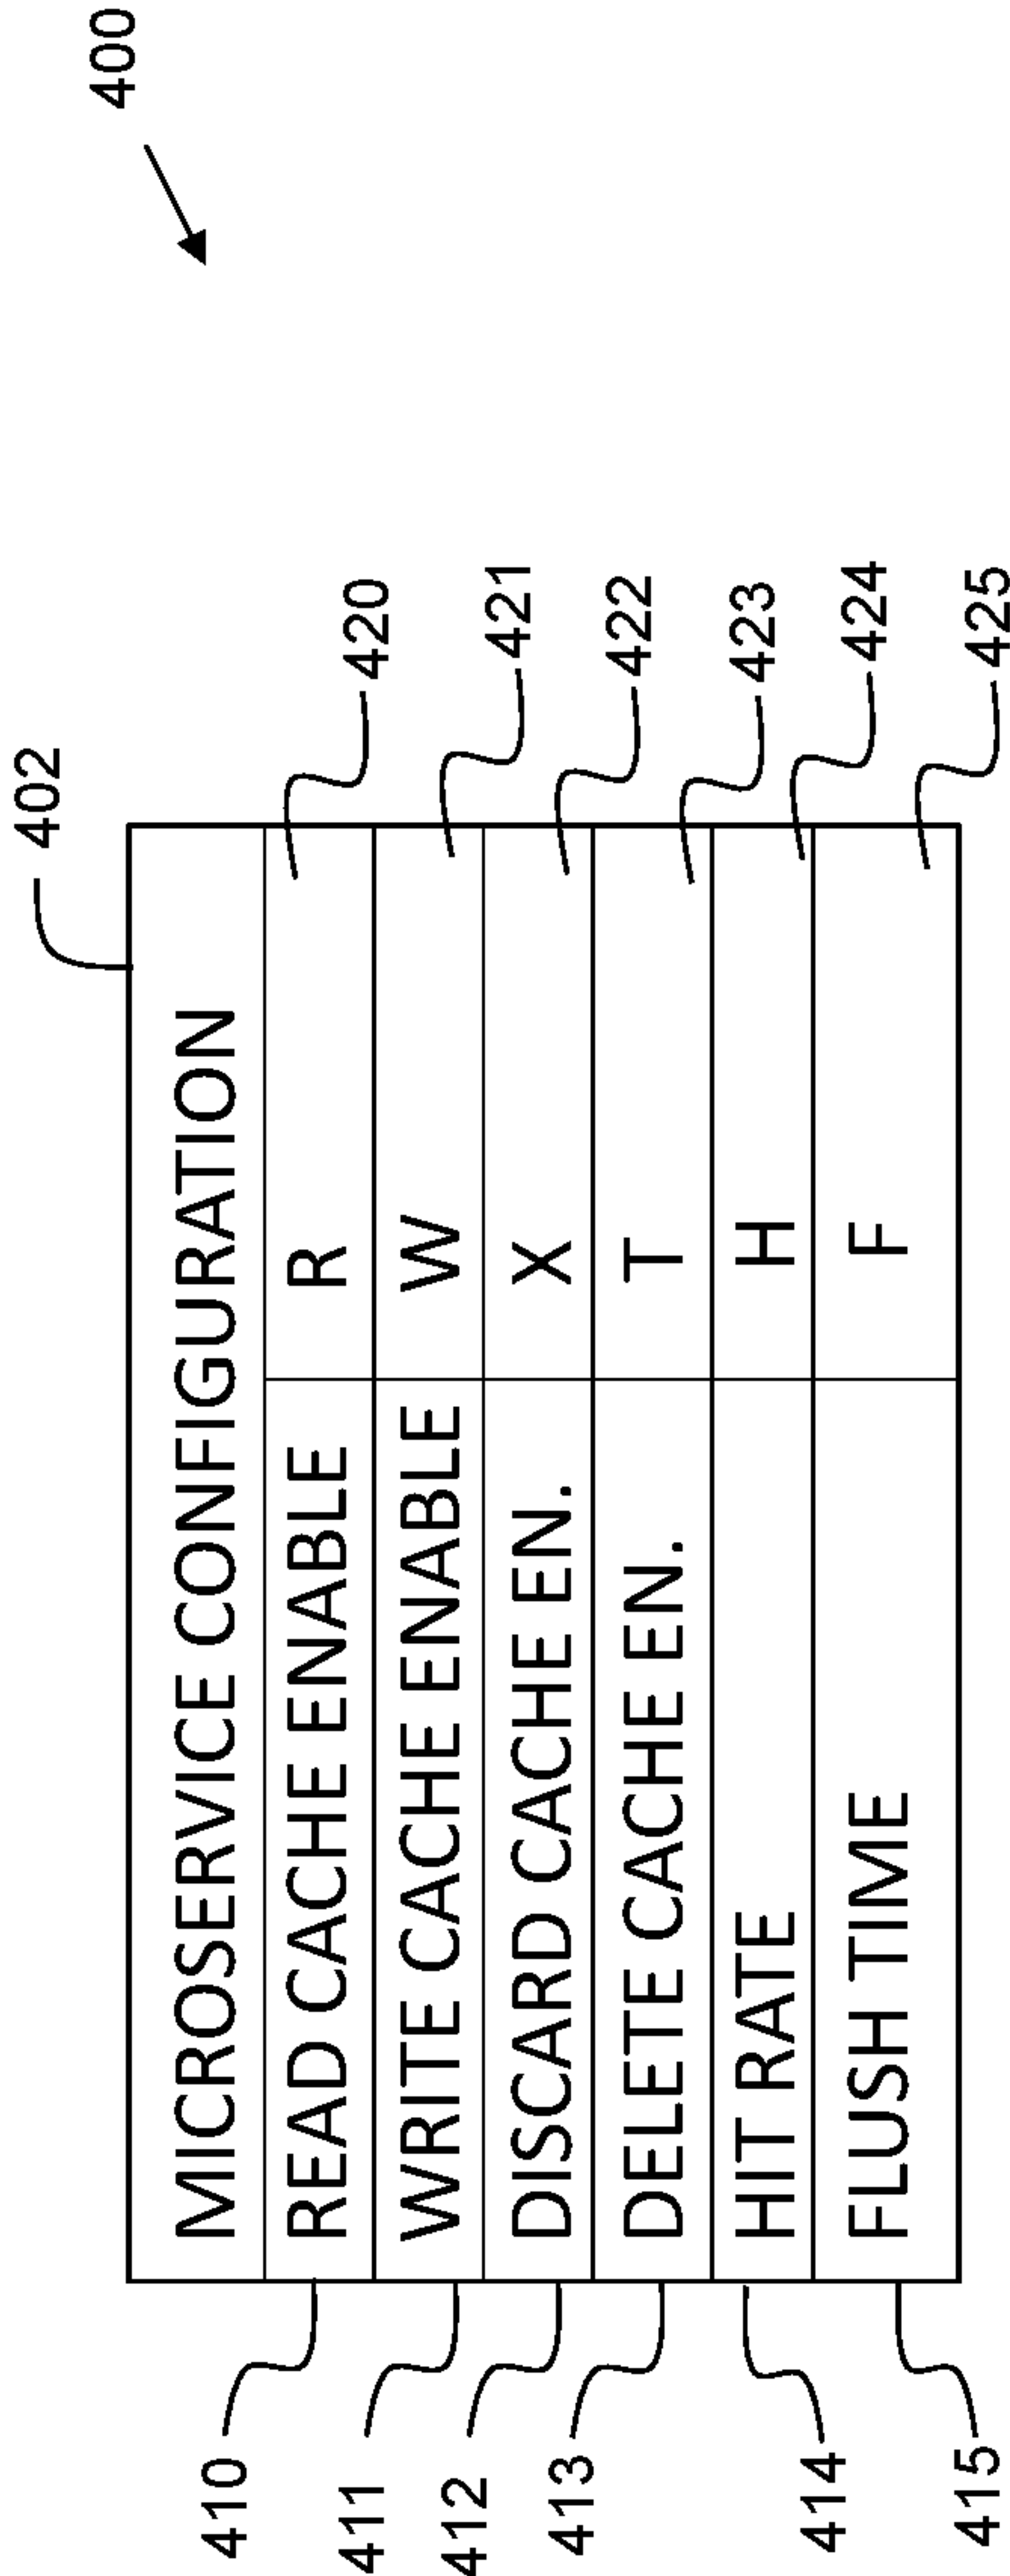 400
402
MICROSERVICE CONFIGURATION
410 READ CACHE ENABLE R 420
411 WRITE CACHE ENABLE W 421
412 DISCARD CACHE EN. X 422
413 DELETE CACHE EN. T 423
414 HIT RATE H 424
415 FLUSH TIME F 425